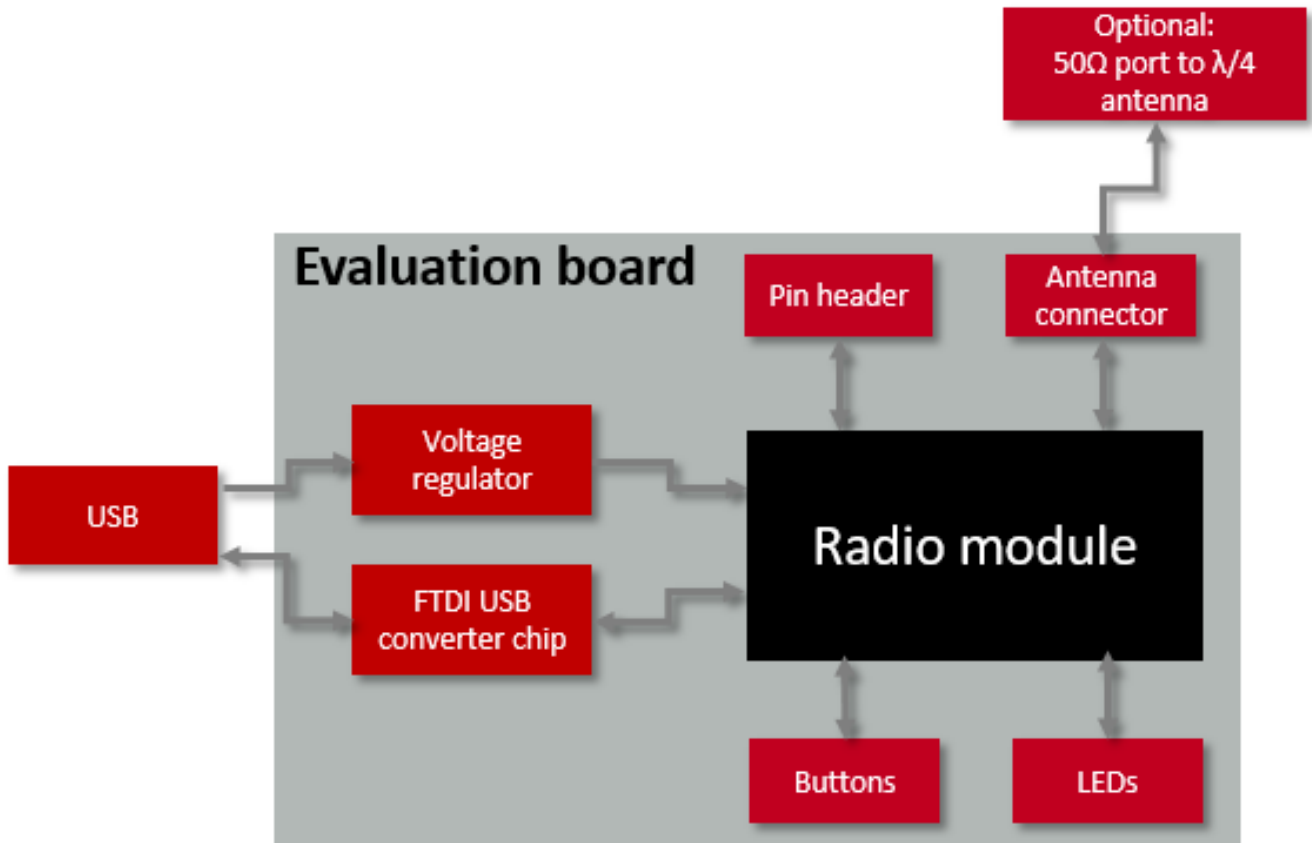 Optional:
50Ω port to λ/4
antenna
Evaluation board
Pin header
Antenna
connector
Voltage
regulator
USB
Radio module
FTDI USB
converter chip
Buttons
LEDs